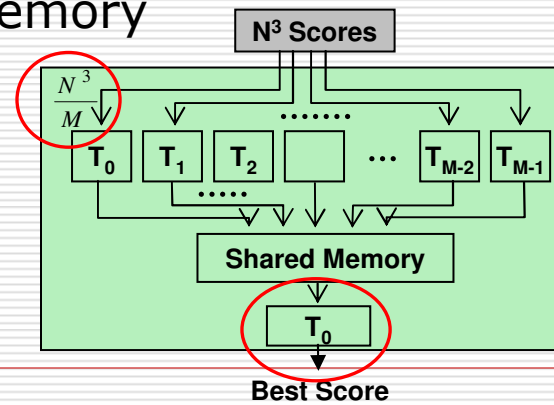 emory
N³ Scores
N³
M
.......
T₀ T₁ T₂ ... T_M-2 T_M-1
.....
Shared Memory
T₀
Best Score